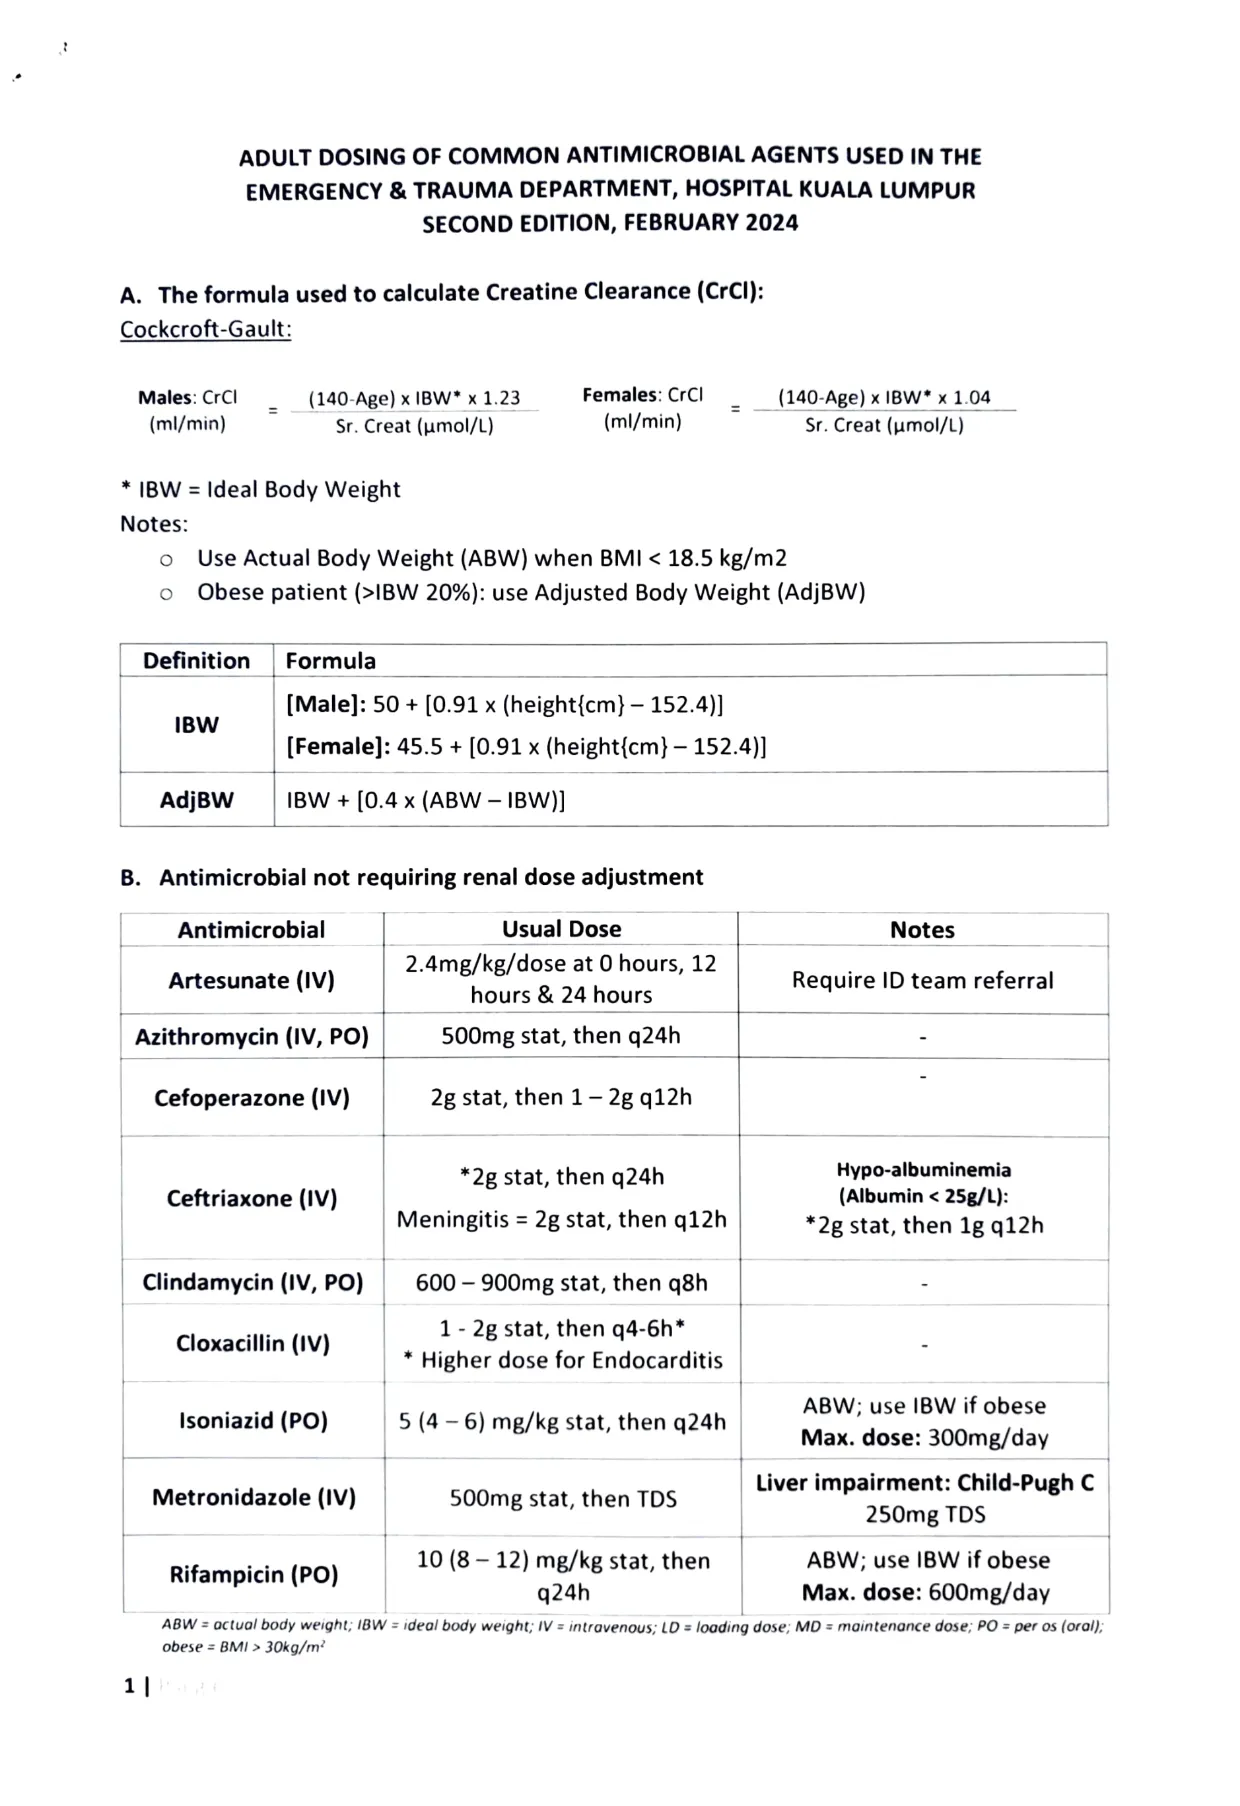 ADULT DOSING OF COMMON ANTIMICROBIAL AGENTS USED IN THE
EMERGENCY & TRAUMA DEPARTMENT, HOSPITAL KUALA LUMPUR
SECOND EDITION, FEBRUARY 2024
A. The formula used to calculate Creatine Clearance (CrCl):
Cockcroft-Gault:
Males: CrCl (ml/min) = (140-Age) x IBW* x 1.23
Sr. Creat (µmol/L)
Females: CrCl (ml/min) = (140-Age) x IBW* x 1.04
Sr. Creat (µmol/L)
* IBW = Ideal Body Weight
Notes:
o Use Actual Body Weight (ABW) when BMI < 18.5 kg/m2
o Obese patient (>IBW 20%): use Adjusted Body Weight (AdjBW)
Definition Formula
IBW
[Male]: 50 + [0.91 x (height{cm} – 152.4)]
[Female]: 45.5 + [0.91 x (height{cm} – 152.4)]
AdjBW IBW + [0.4 x (ABW – IBW)]
B. Antimicrobial not requiring renal dose adjustment
Antimicrobial Usual Dose Notes
Artesunate (IV)
2.4mg/kg/dose at 0 hours, 12
hours & 24 hours
Require ID team referral
Azithromycin (IV, PO) 500mg stat, then q24h -
Cefoperazone (IV) 2g stat, then 1 – 2g q12h -
Ceftriaxone (IV)
*2g stat, then q24h
Meningitis = 2g stat, then q12h
Hypo-albuminemia
(Albumin < 25g/L):
*2g stat, then 1g q12h
Clindamycin (IV, PO) 600 – 900mg stat, then q8h -
Cloxacillin (IV)
1 - 2g stat, then q4-6h*
* Higher dose for Endocarditis
-
Isoniazid (PO) 5 (4 – 6) mg/kg stat, then q24h
ABW; use IBW if obese
Max. dose: 300mg/day
Metronidazole (IV) 500mg stat, then TDS
Liver impairment: Child-Pugh C
250mg TDS
Rifampicin (PO)
10 (8 – 12) mg/kg stat, then
q24h
ABW; use IBW if obese
Max. dose: 600mg/day
ABW = actual body weight; IBW = ideal body weight; IV = intravenous; LD = loading dose; MD = maintenance dose; PO = per os (oral);
obese = BMI > 30kg/m²
1 |